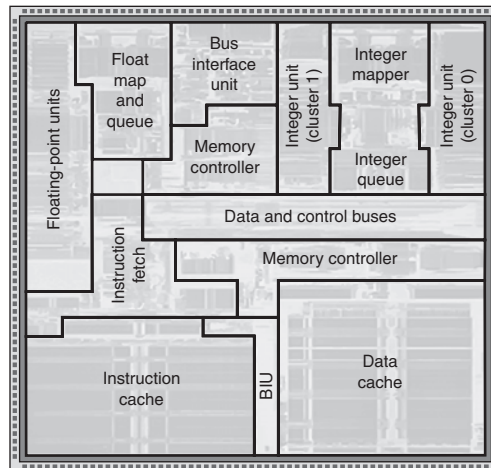 Float
map
and
queue
Bus
interface
unit
Integer unit
(cluster 1)
Integer
mapper
Integer unit
(cluster 0)
Floating-point units
Memory
controller
Integer
queue
Data and control buses
Instruction
fetch
Memory controller
Instruction
cache
BIU
Data
cache